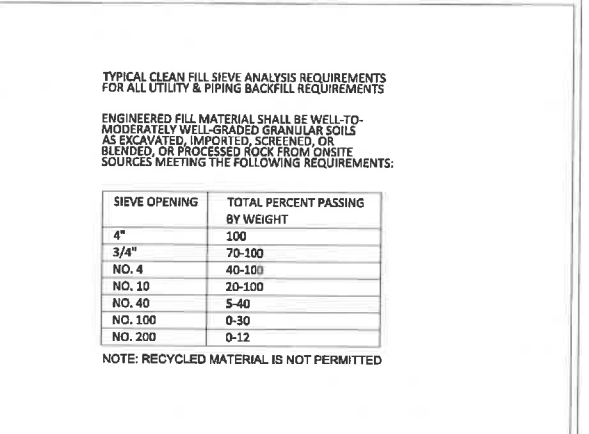 TYPICAL CLEAN FILL SIEVE ANALYSIS REQUIREMENTS
FOR ALL UTILITY & PIPING BACKFILL REQUIREMENTS
ENGINEERED FILL MATERIAL SHALL BE WELL-TO-
MODERATELY WELL-GRADED GRANULAR SOILS
AS EXCAVATED, IMPORTED, SCREENED, OR
BLENDED, OR PROCESSED ROCK FROM ONSITE
SOURCES MEETING THE FOLLOWING REQUIREMENTS:
SIEVE OPENING TOTAL PERCENT PASSING
BY WEIGHT
4" 100
3/4" 70-100
NO. 4 40-100
NO. 10 20-100
NO. 40 5-40
NO. 100 0-30
NO. 200 0-12
NOTE: RECYCLED MATERIAL IS NOT PERMITTED